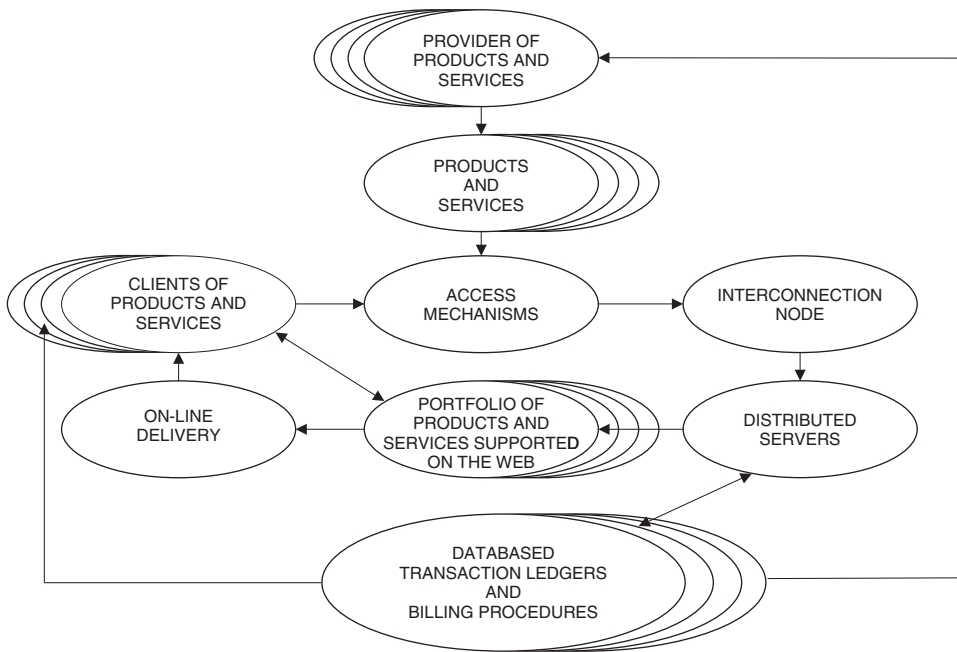 PROVIDER OF
PRODUCTS AND
SERVICES
PRODUCTS
AND
SERVICES
CLIENTS OF
PRODUCTS AND
SERVICES
ACCESS
MECHANISMS
INTERCONNECTION
NODE
ON-LINE
DELIVERY
PORTFOLIO OF
PRODUCTS AND
SERVICES SUPPORTED
ON THE WEB
DISTRIBUTED
SERVERS
DATABASED
TRANSACTION LEDGERS
AND
BILLING PROCEDURES